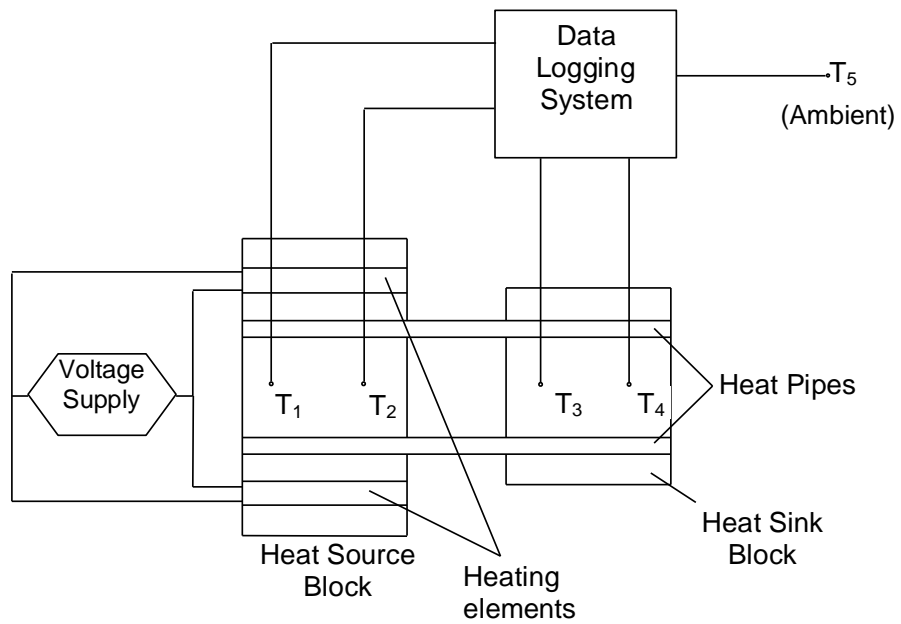 Data
Logging
System
T₅
(Ambient)
Voltage
Supply
T₁
T₂
T₃
T₄
Heat Pipes
Heat Source
Block
Heating
elements
Heat Sink
Block